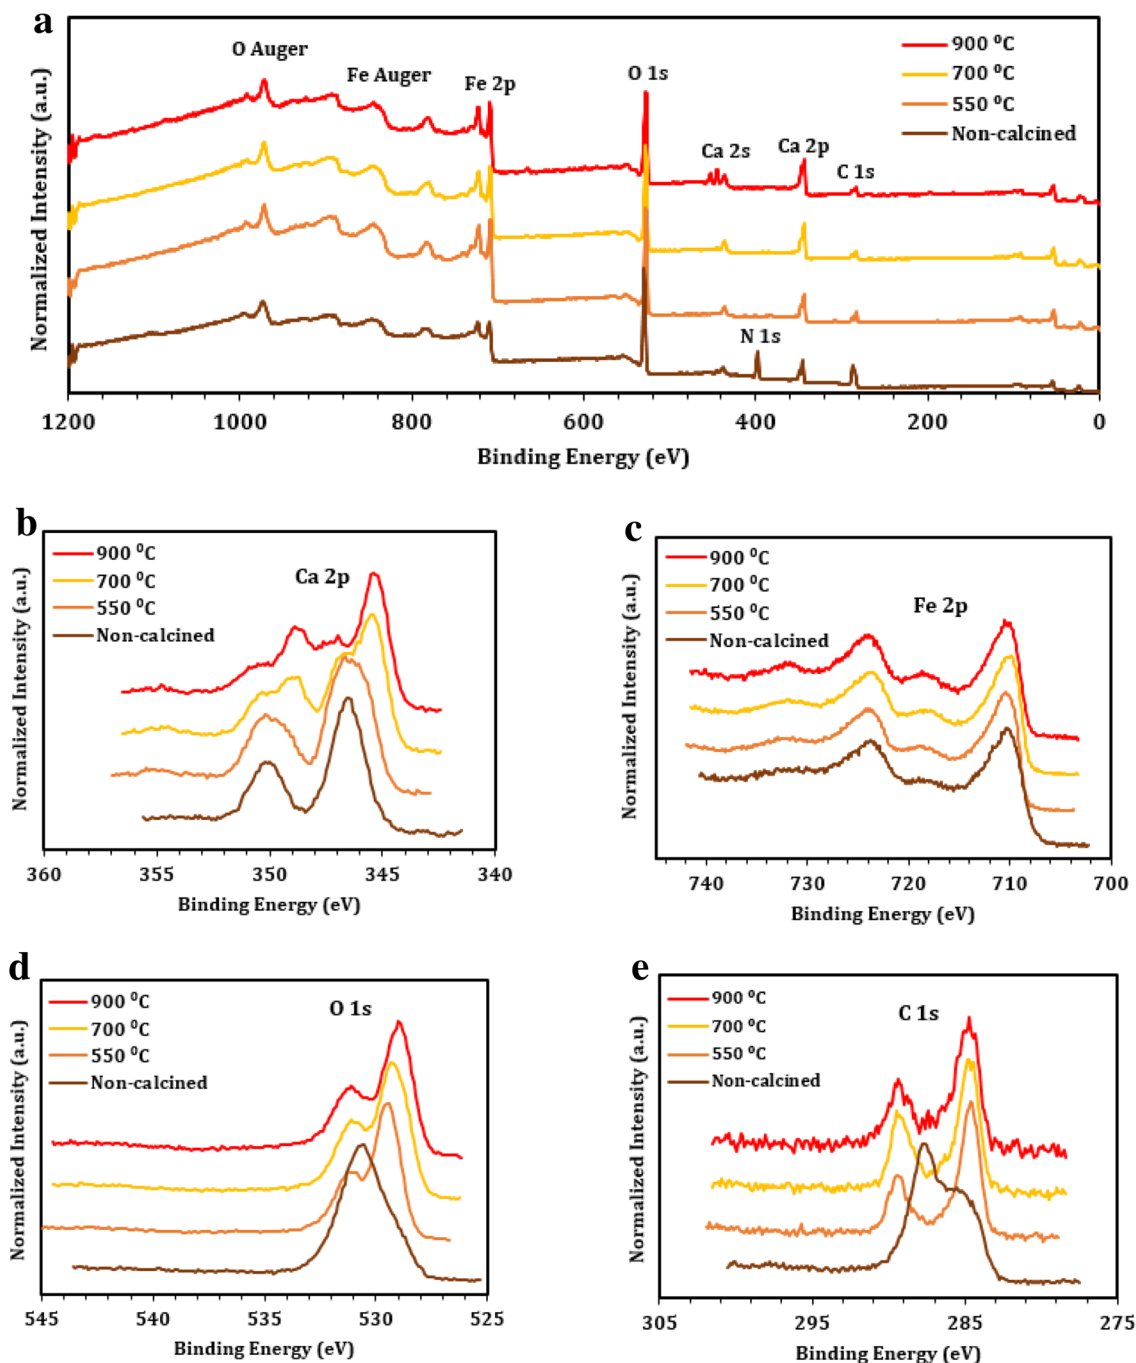 a
O Auger
Fe Auger
Fe 2p
O 1s
Ca 2s
Ca 2p
C 1s
N 1s
900 ⁰C
700 ⁰C
550 ⁰C
Non-calcined
Normalized Intensity (a.u.)
1200 1000 800 600 400 200 0
Binding Energy (eV)
b
900 ⁰C
700 ⁰C
550 ⁰C
Non-calcined
Ca 2p
Normalized Intensity (a.u.)
360 355 350 345 340
Binding Energy (eV)
c
900 ⁰C
700 ⁰C
550 ⁰C
Non-calcined
Fe 2p
Normalized Intensity (a.u.)
740 730 720 710 700
Binding Energy (eV)
d
900 ⁰C
700 ⁰C
550 ⁰C
Non-calcined
O 1s
Normalized Intensity (a.u.)
545 540 535 530 525
Binding Energy (eV)
e
900 ⁰C
700 ⁰C
550 ⁰C
Non-calcined
C 1s
Normalized Intensity (a.u.)
305 295 285 275
Binding Energy (eV)